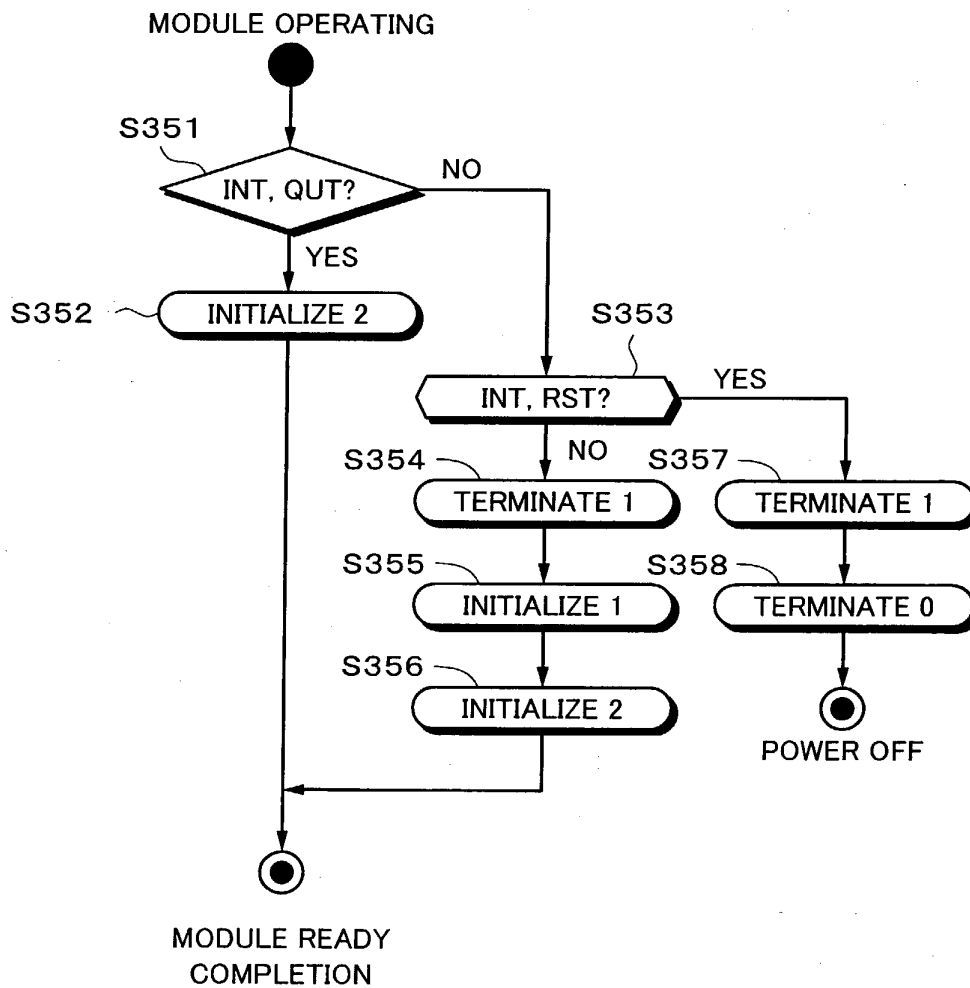 MODULE OPERATING
S351
INT, QUT?
NO
YES
S352
INITIALIZE 2
S353
INT, RST?
YES
NO
S354
TERMINATE 1
S357
TERMINATE 1
S355
INITIALIZE 1
S358
TERMINATE 0
S356
INITIALIZE 2
POWER OFF
MODULE READY
COMPLETION